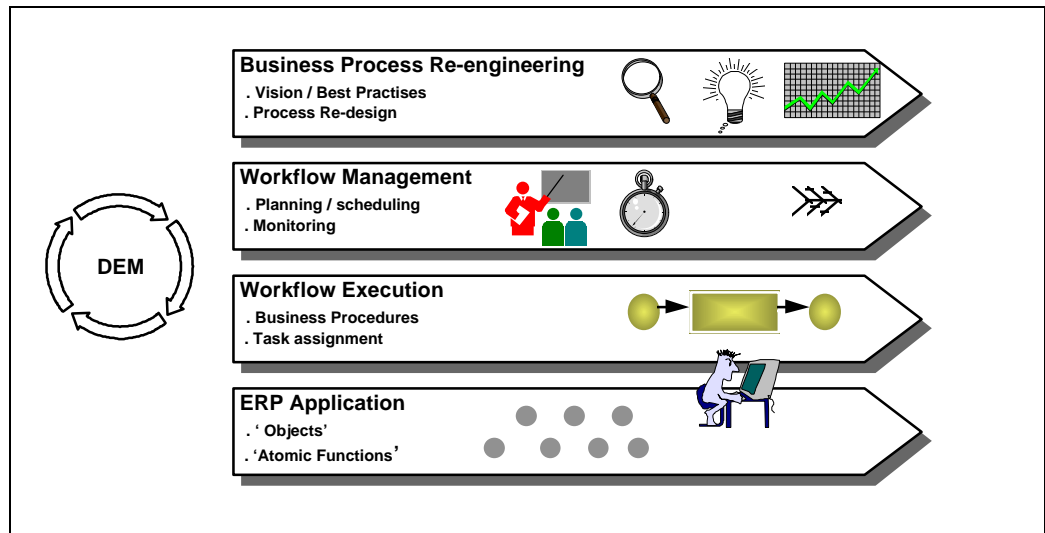 Business Process Re-engineering
. Vision / Best Practises
. Process Re-design
Workflow Management
. Planning / scheduling
. Monitoring
DEM
Workflow Execution
. Business Procedures
. Task assignment
ERP Application
. ‘ Objects’
. ‘Atomic Functions’